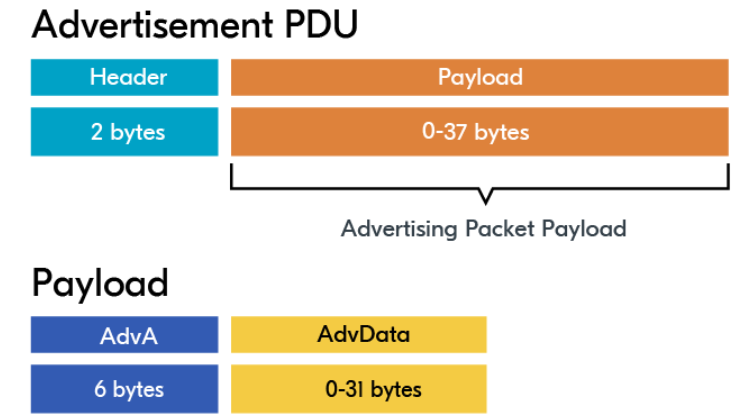 Advertisement PDU
Header Payload
2 bytes 0-37 bytes
Advertising Packet Payload
Payload
AdvA AdvData
6 bytes 0-31 bytes